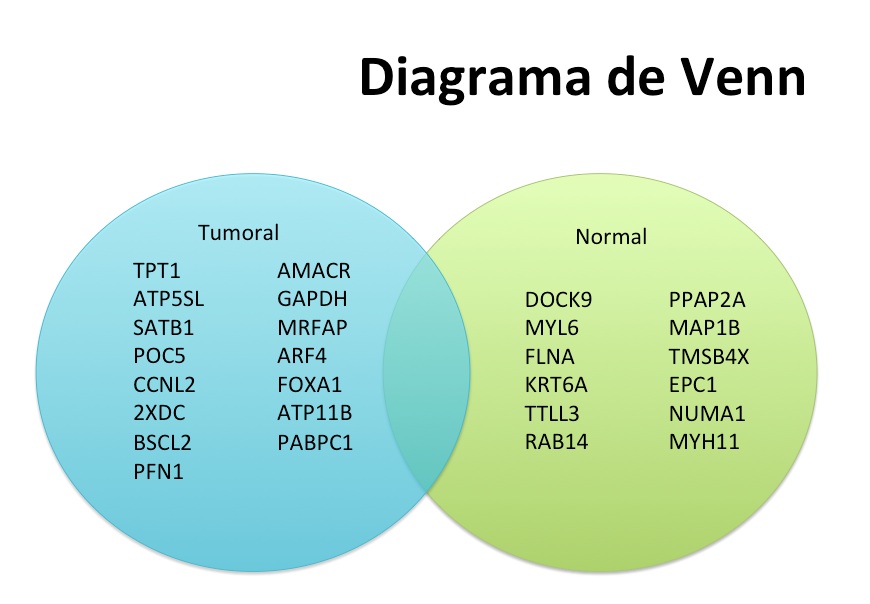 Diagrama de Venn
Tumoral
TPT1
ATP5SL
SATB1
POC5
CCNL2
2XDC
BSCL2
PFN1
AMACR
GAPDH
MRFAP
ARF4
FOXA1
ATP11B
PABPC1
Normal
DOCK9
MYL6
FLNA
KRT6A
TTLL3
RAB14
PPAP2A
MAP1B
TMSB4X
EPC1
NUMA1
MYH11